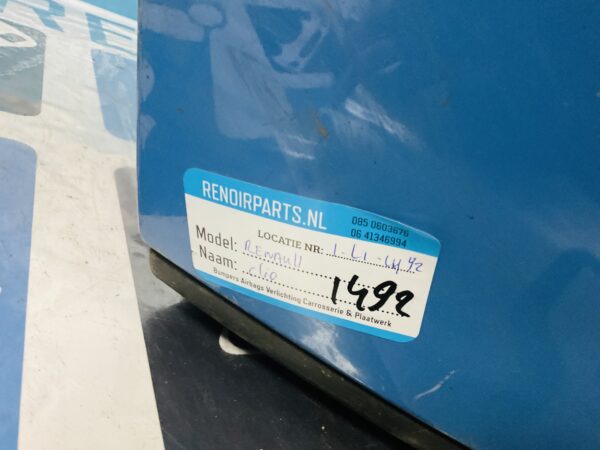 RENOIRPARTS.NL
085 0603676
06 41346994
LOCATIE NR:
Model: RENAULT
Naam: clio
1492
Bumpers Airbags Verlichting Carrosserie & Plaatwerk